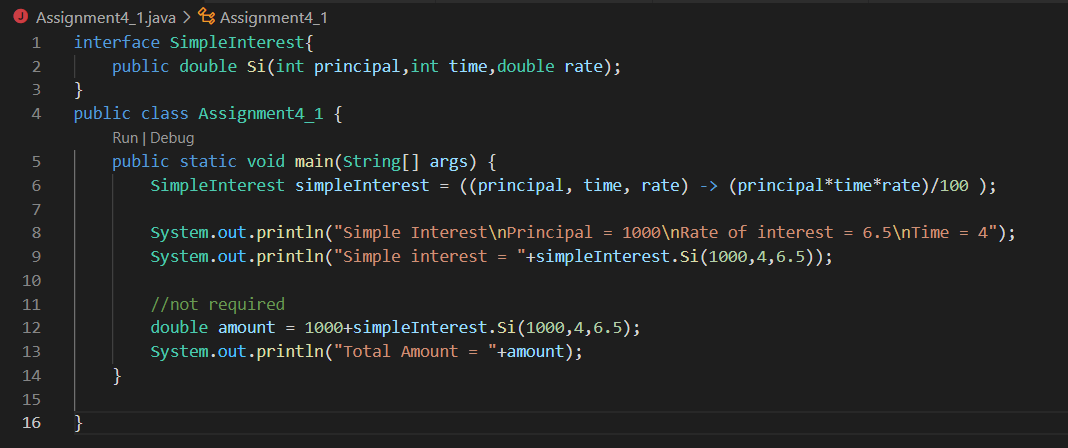 Assignment4_1.java > Assignment4_1
1 interface SimpleInterest{
2     public double Si(int principal,int time,double rate);
3 }
4 public class Assignment4_1 {
Run | Debug
5     public static void main(String[] args) {
6         SimpleInterest simpleInterest = ((principal, time, rate) -> (principal*time*rate)/100 );
7
8         System.out.println("Simple Interest\nPrincipal = 1000\nRate of interest = 6.5\nTime = 4");
9         System.out.println("Simple interest = "+simpleInterest.Si(1000,4,6.5));
10
11         //not required
12         double amount = 1000+simpleInterest.Si(1000,4,6.5);
13         System.out.println("Total Amount = "+amount);
14     }
15
16 }